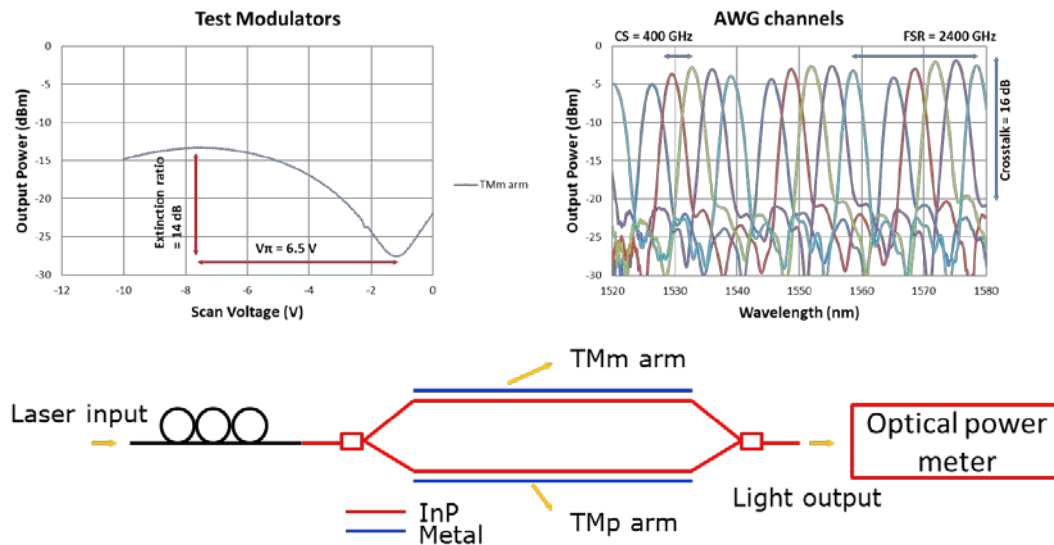 Test Modulators
Output Power (dBm)
0
-5
-10
-15
-20
-25
-30
-12
-10
-8
-6
-4
-2
0
Scan Voltage (V)
Extinction ratio
= 14 dB
Vπ = 6.5 V
TMm arm
AWG channels
CS = 400 GHz
FSR = 2400 GHz
Crosstalk = 16 dB
Output Power (dBm)
0
-5
-10
-15
-20
-25
-30
1520
1530
1540
1550
1560
1570
1580
Wavelength (nm)
TMm arm
Laser input
Optical power
meter
Light output
InP
Metal
TMp arm